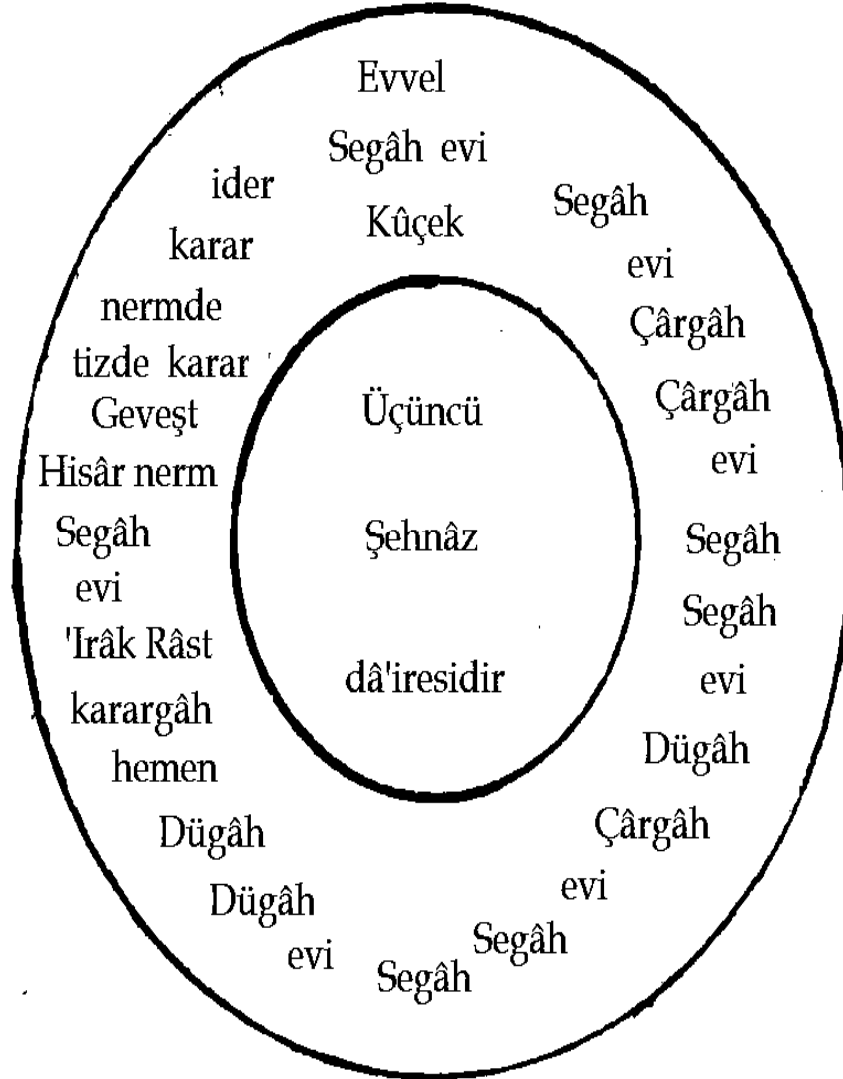 Evvel
Segâh evi
Kûçek
Segâh
evi
Çârgâh
Çârgâh
evi
Segâh
Segâh
evi
Dügâh
Çârgâh
evi
Segâh
Segâh
Dügâh
evi
Dügâh
hemen
karargâh
'Irâk Râst
Segâh
evi
Hisâr nerm
Geveşt
tizde karar
nermde
karar
ider
Üçüncü
Şehnâz
dâ'iresidir